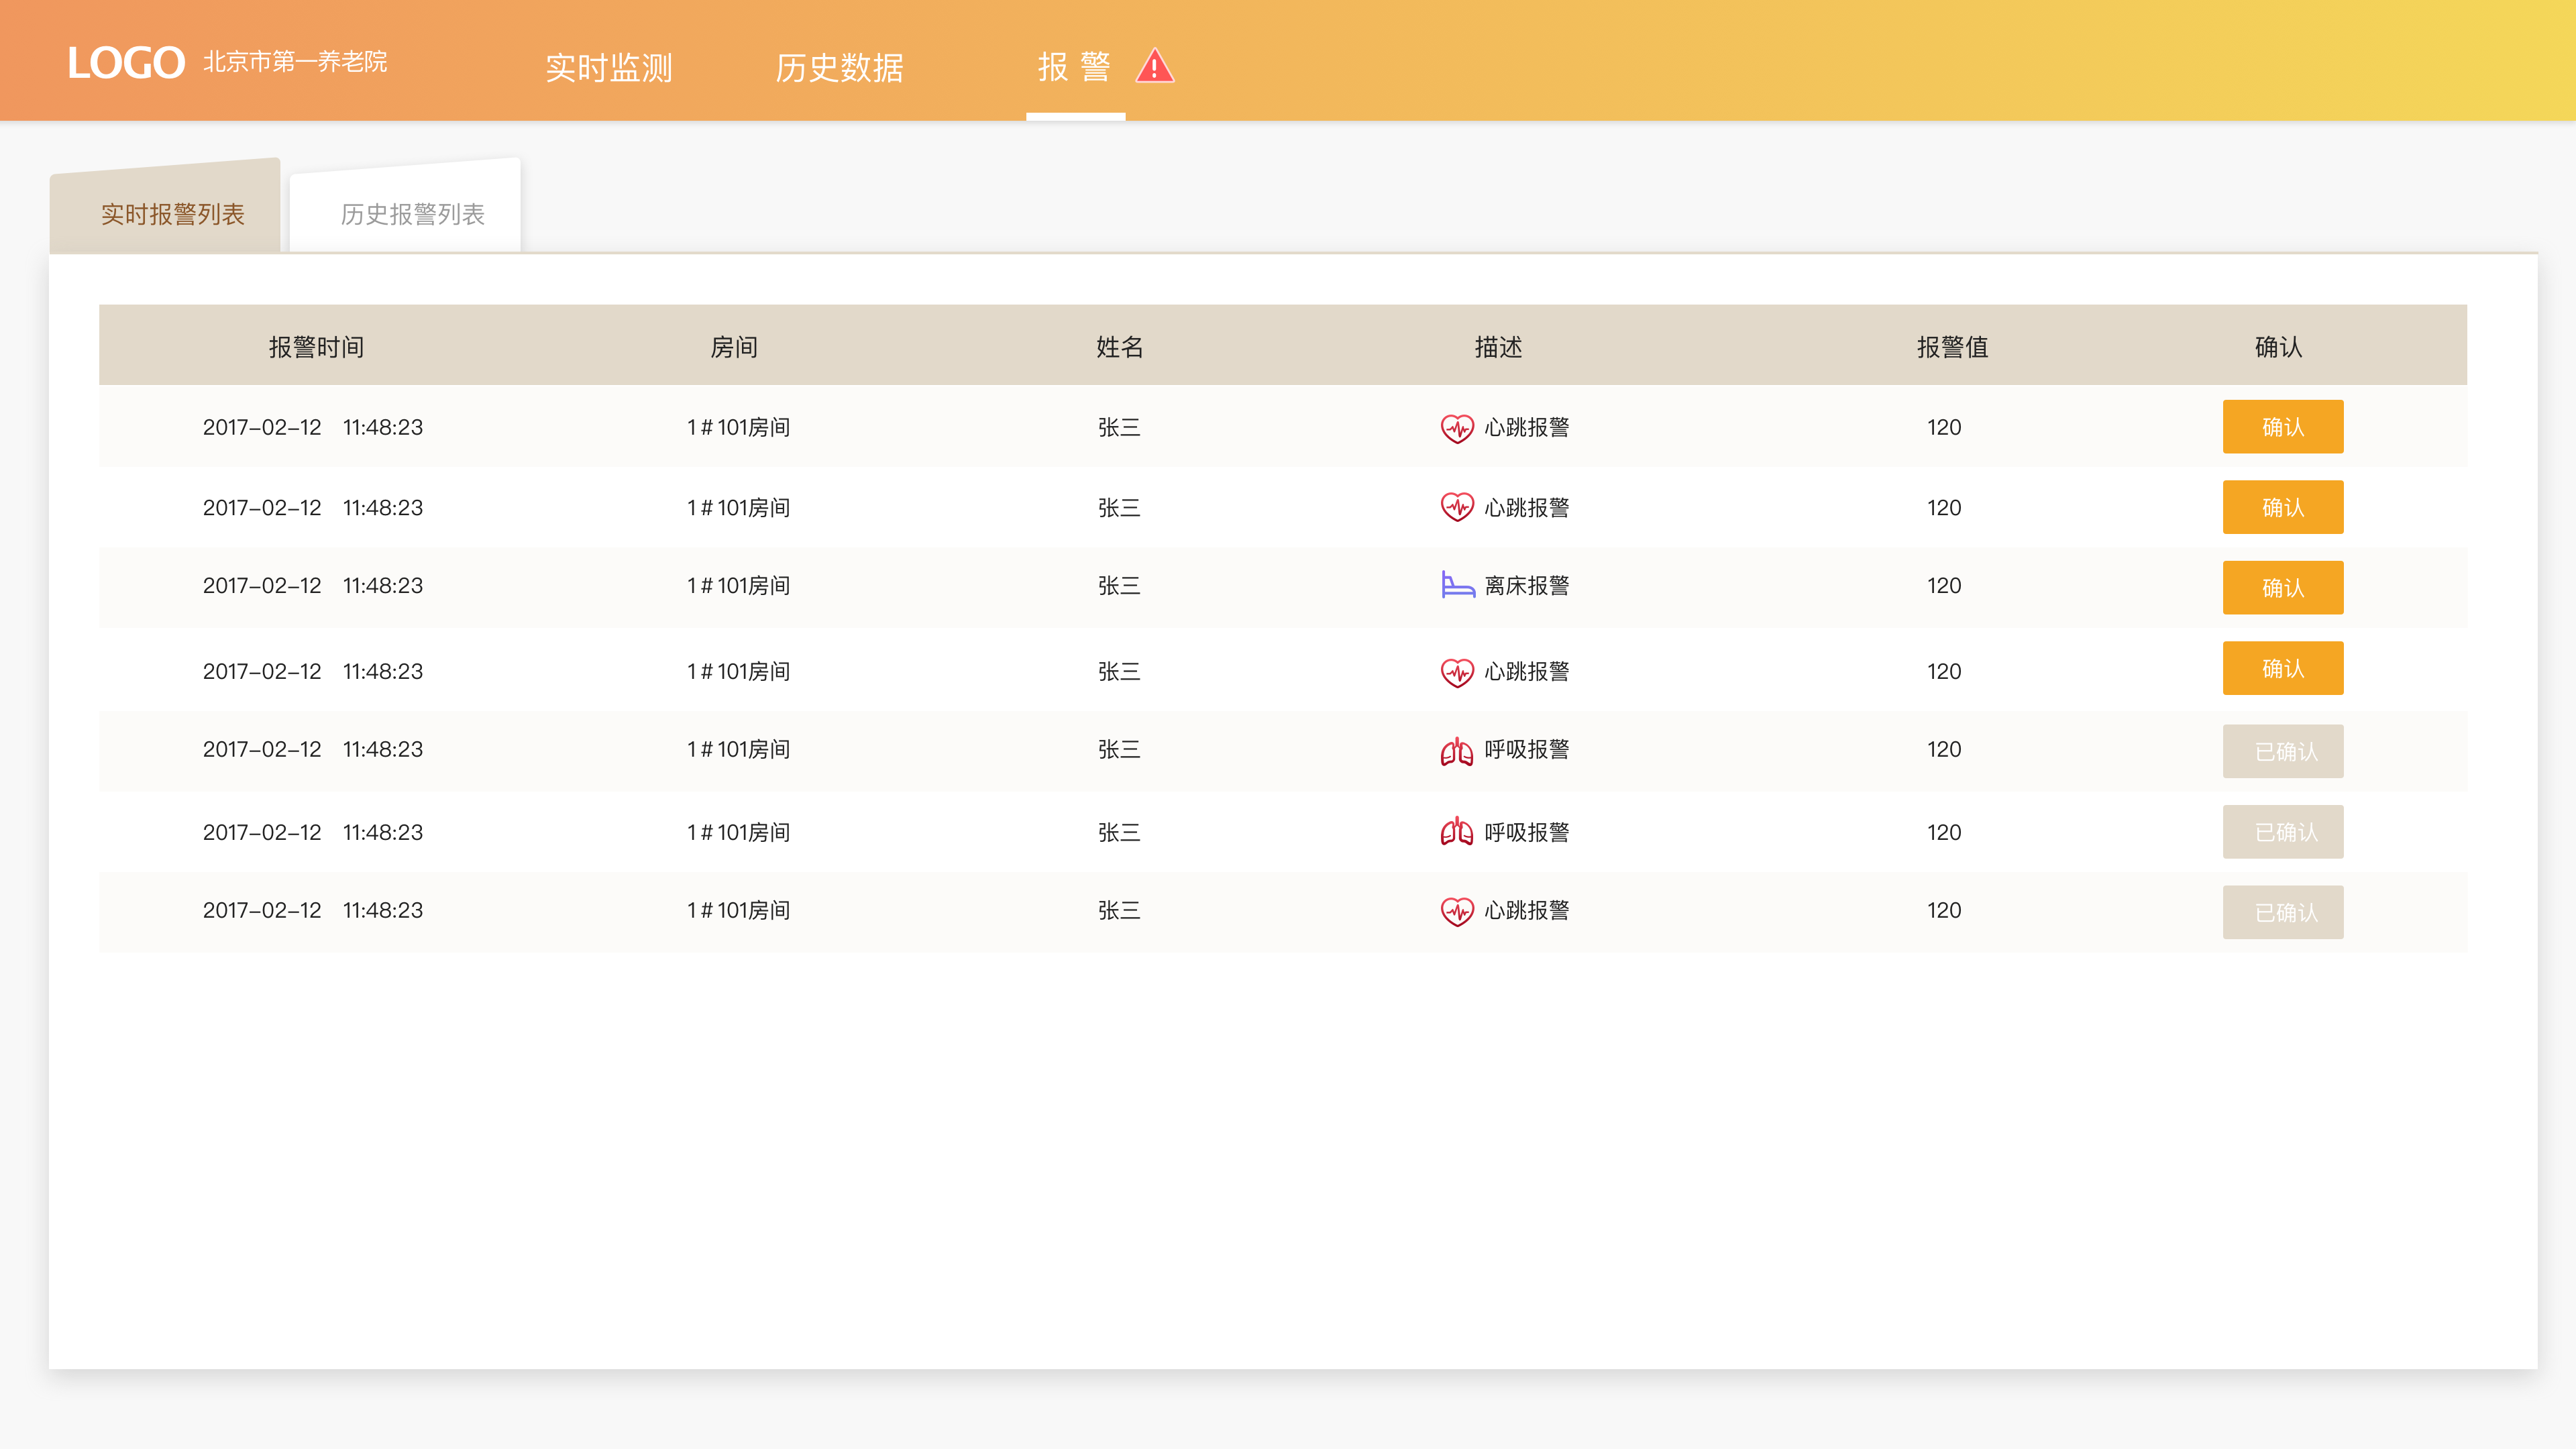 LOGO 北京市第一养老院 实时监测 历史数据 报 警
实时报警列表 历史报警列表
报警时间 房间 姓名 描述 报警值 确认
2017-02-12 11:48:23 1#101房间 张三 心跳报警 120 确认
2017-02-12 11:48:23 1#101房间 张三 心跳报警 120 确认
2017-02-12 11:48:23 1#101房间 张三 离床报警 120 确认
2017-02-12 11:48:23 1#101房间 张三 心跳报警 120 确认
2017-02-12 11:48:23 1#101房间 张三 呼吸报警 120 已确认
2017-02-12 11:48:23 1#101房间 张三 呼吸报警 120 已确认
2017-02-12 11:48:23 1#101房间 张三 心跳报警 120 已确认